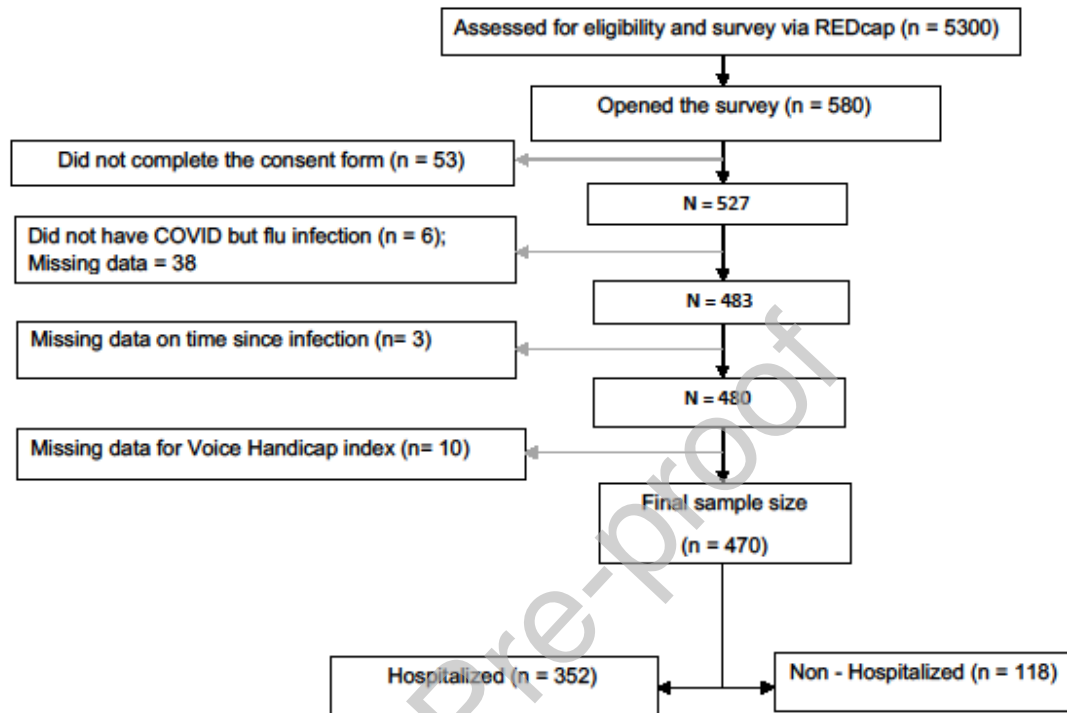 Assessed for eligibility and survey via REDcap (n = 5300)
Opened the survey (n = 580)
Did not complete the consent form (n = 53)
N = 527
Did not have COVID but flu infection (n = 6);
Missing data = 38
N = 483
Missing data on time since infection (n= 3)
N = 480
Missing data for Voice Handicap index (n= 10)
Final sample size
(n = 470)
Hospitalized (n = 352)
Non - Hospitalized (n = 118)
Pre-proof